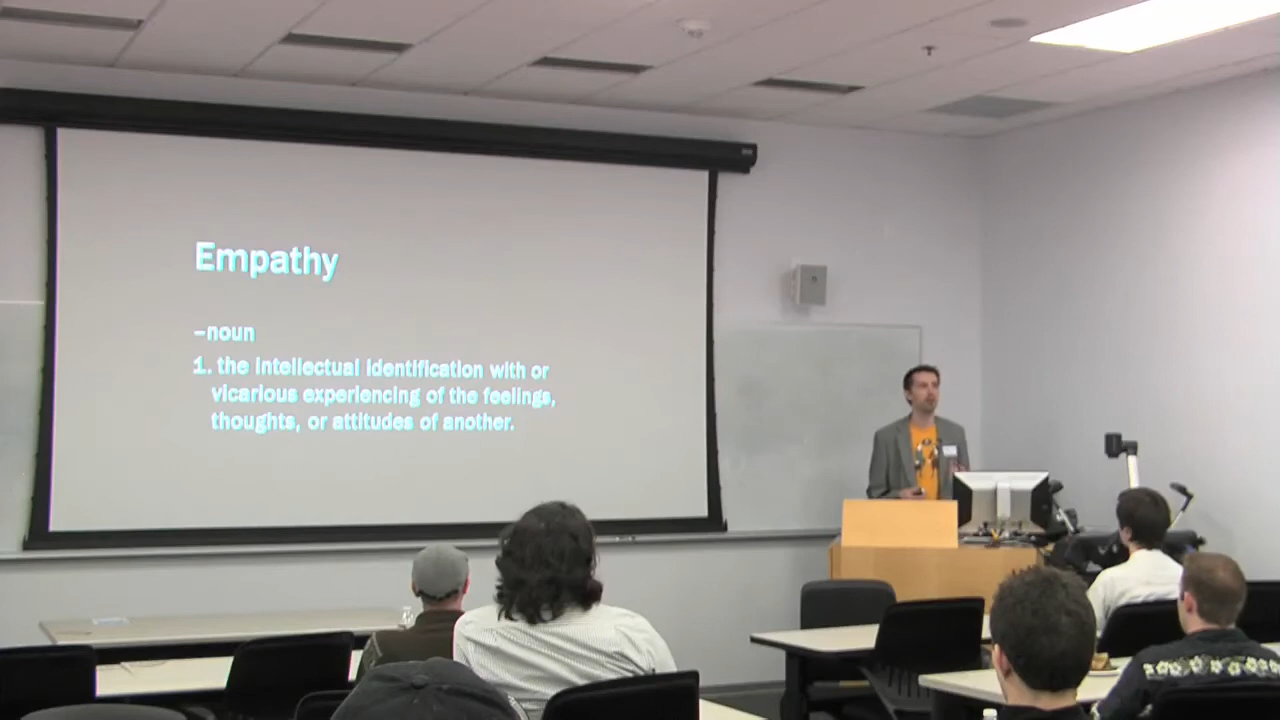 Empathy
–noun
1. the intellectual identification with or
vicarious experiencing of the feelings,
thoughts, or attitudes of another.